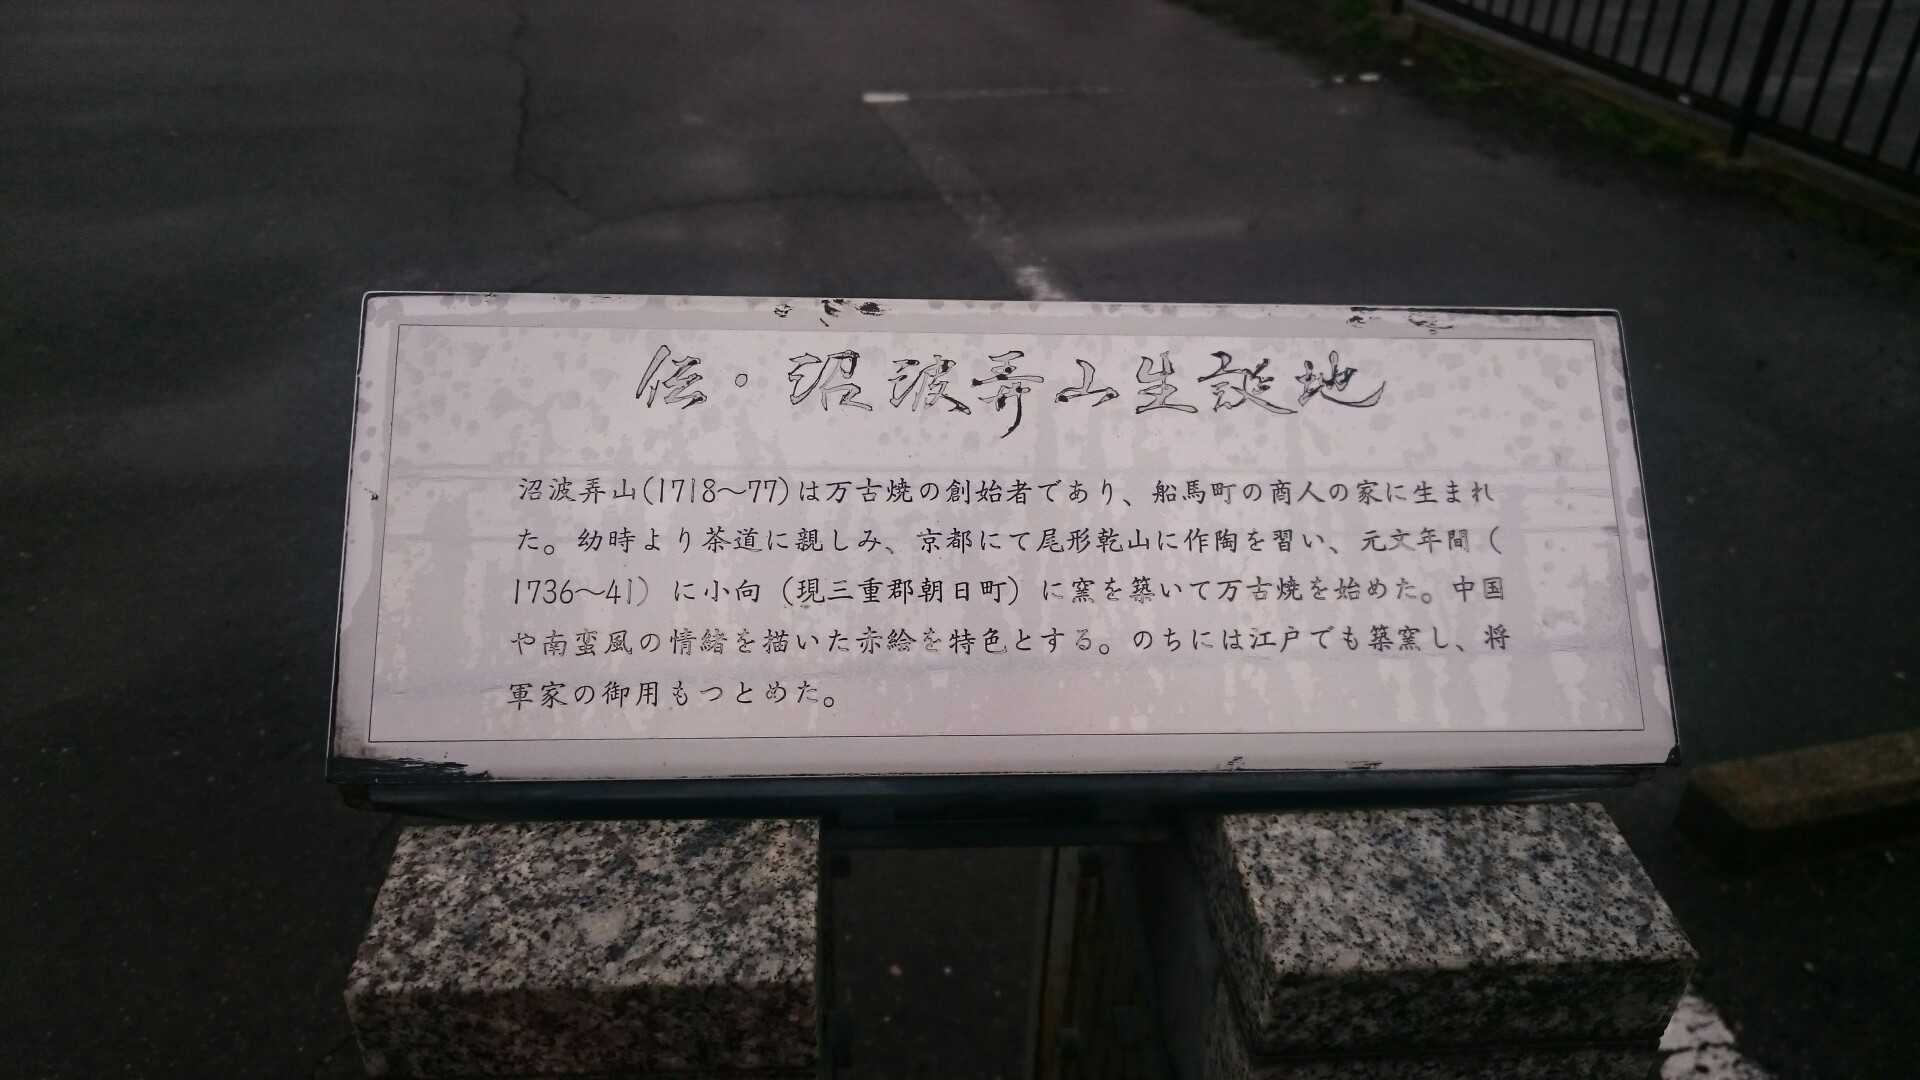 伝・沼波弄山生誕地
沼波弄山(1718～77)は万古焼の創始者であり、船馬町の商人の家に生まれ
た。幼時より茶道に親しみ、京都にて尾形乾山に作陶を習い、元文年間（
1736～41）に小向（現三重郡朝日町）に窯を築いて万古焼を始めた。中国
や南蛮風の情緒を描いた赤絵を特色とする。のちには江戸でも築窯し、将
軍家の御用もつとめた。